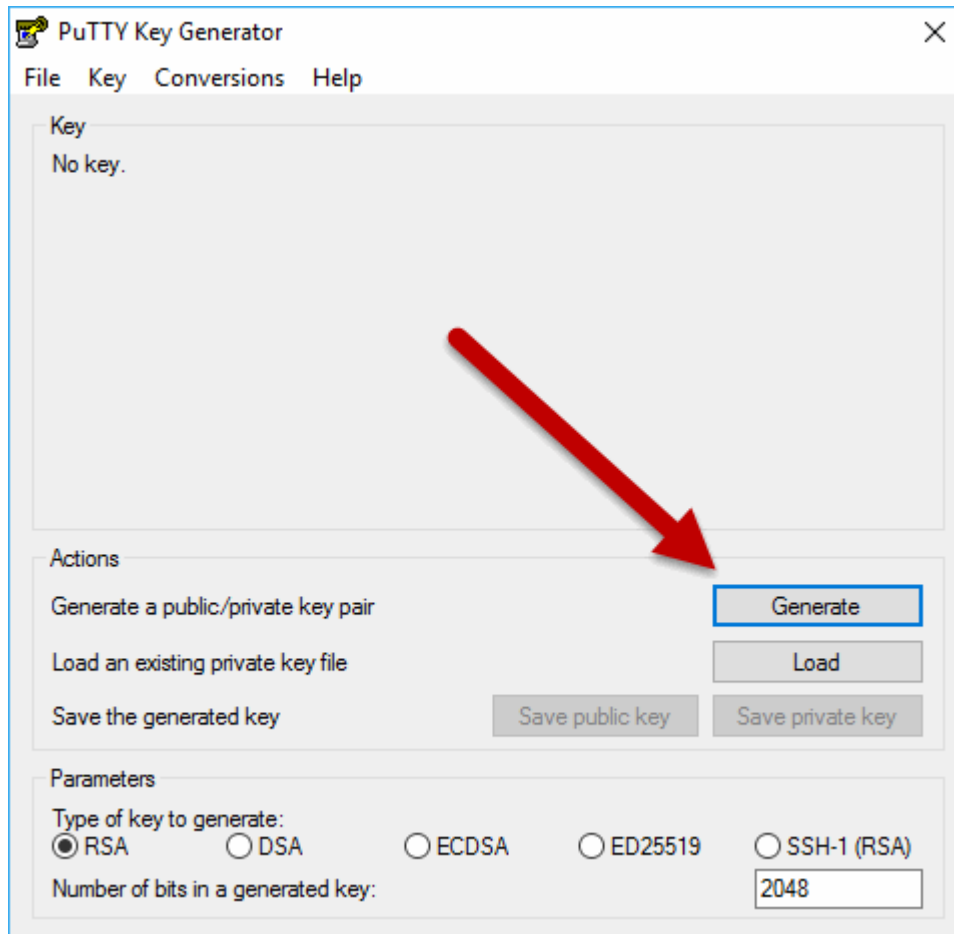 PuTTY Key Generator
File Key Conversions Help
Key
No key.
Actions
Generate a public/private key pair Generate
Load an existing private key file Load
Save the generated key Save public key Save private key
Parameters
Type of key to generate:
RSA DSA ECDSA ED25519 SSH-1 (RSA)
Number of bits in a generated key: 2048